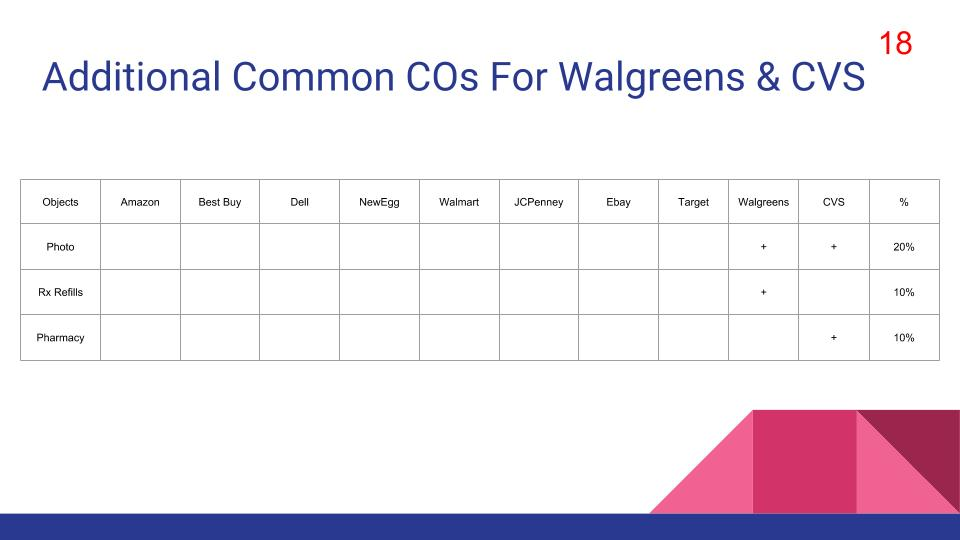 18
Additional Common COs For Walgreens & CVS
Objects Amazon Best Buy Dell NewEgg Walmart JCPenney Ebay Target Walgreens CVS %
Photo + + 20%
Rx Refills + 10%
Pharmacy + 10%